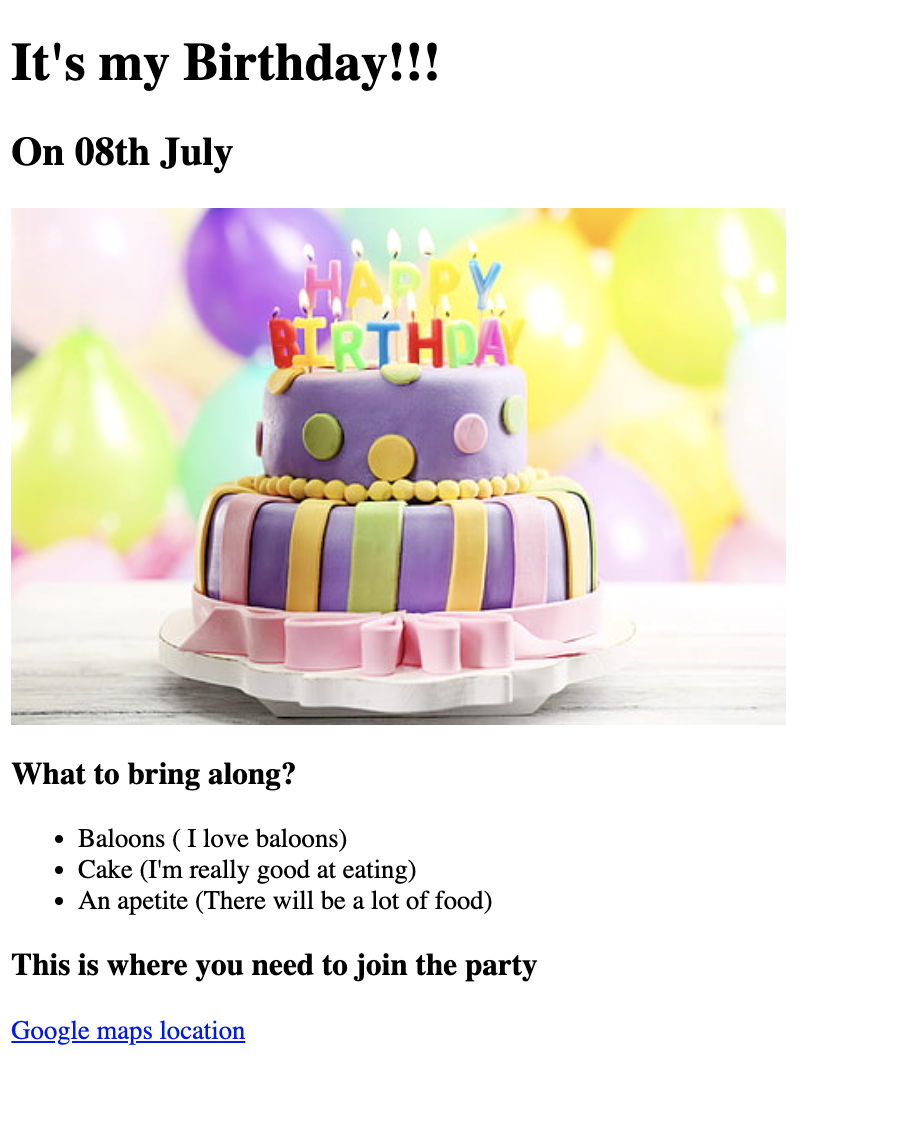 It's my Birthday!!!
On 08th July
HAPPY
BIRTHDAY
What to bring along?
Baloons ( I love baloons)
Cake (I'm really good at eating)
An apetite (There will be a lot of food)
This is where you need to join the party
Google maps location